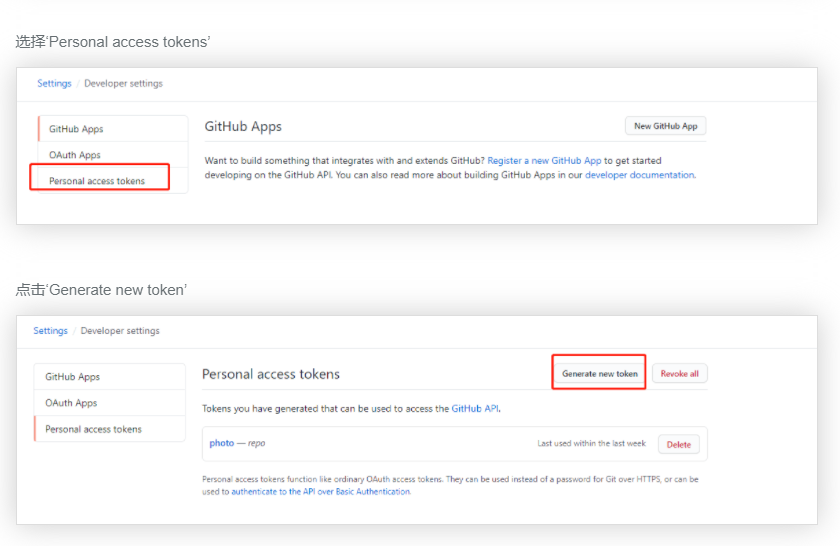 选择‘Personal access tokens’
Settings / Developer settings
GitHub Apps
OAuth Apps
Personal access tokens
GitHub Apps
New GitHub App
Want to build something that integrates with and extends GitHub? Register a new GitHub App to get started
developing on the GitHub API. You can also read more about building GitHub Apps in our developer documentation.
点击‘Generate new token’
Settings / Developer settings
GitHub Apps
OAuth Apps
Personal access tokens
Personal access tokens
Generate new token
Revoke all
Tokens you have generated that can be used to access the GitHub API.
photo — repo
Last used within the last week
Delete
Personal access tokens function like ordinary OAuth access tokens. They can be used instead of a password for Git over HTTPS, or can be
used to authenticate to the API over Basic Authentication.